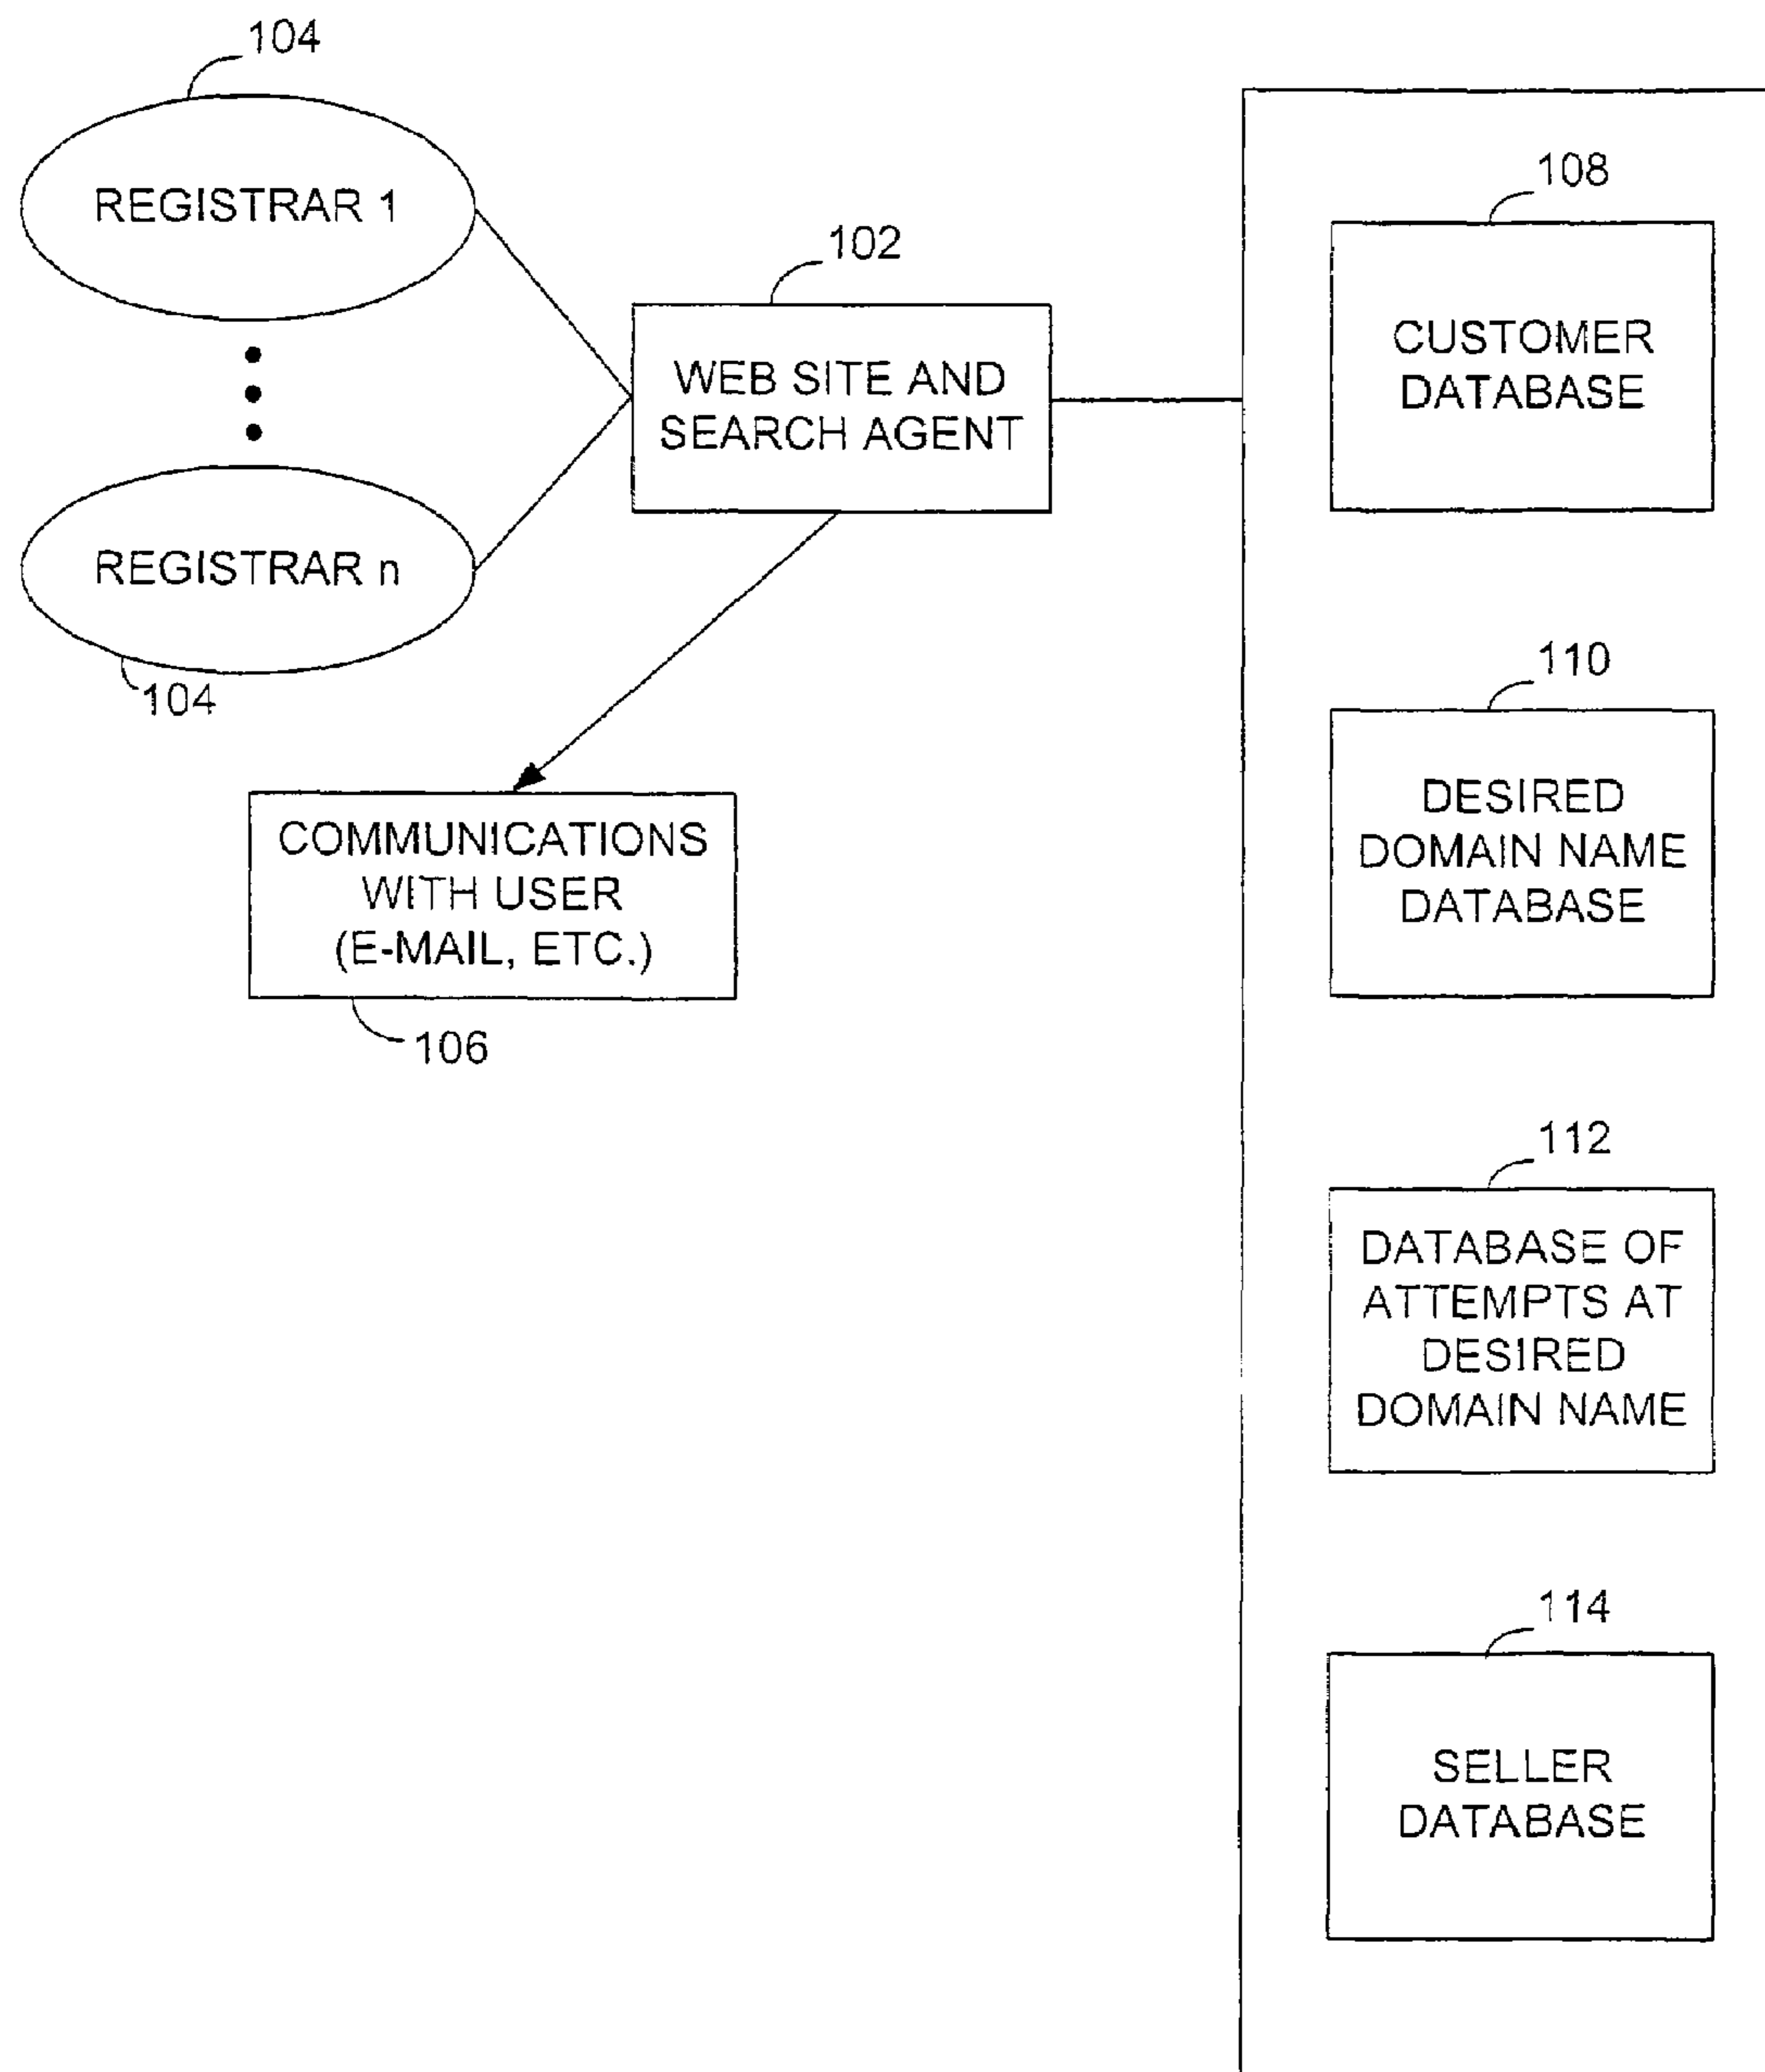 104
REGISTRAR 1
REGISTRAR n
104
102
WEB SITE AND
SEARCH AGENT
COMMUNICATIONS
WITH USER
(E-MAIL, ETC.)
106
108
CUSTOMER
DATABASE
110
DESIRED
DOMAIN NAME
DATABASE
112
DATABASE OF
ATTEMPTS AT
DESIRED
DOMAIN NAME
114
SELLER
DATABASE